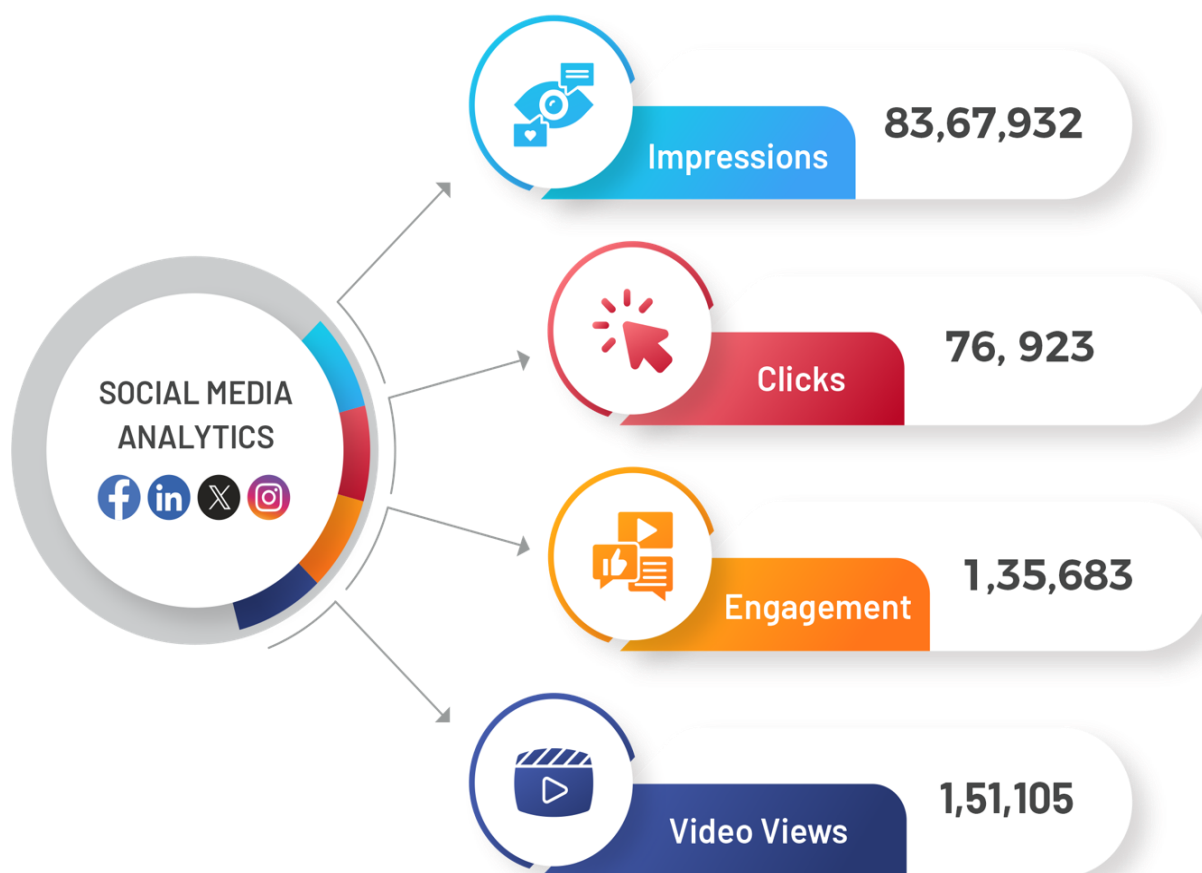 SOCIAL MEDIA
ANALYTICS
Impressions
83,67,932
Clicks
76, 923
Engagement
1,35,683
Video Views
1,51,105